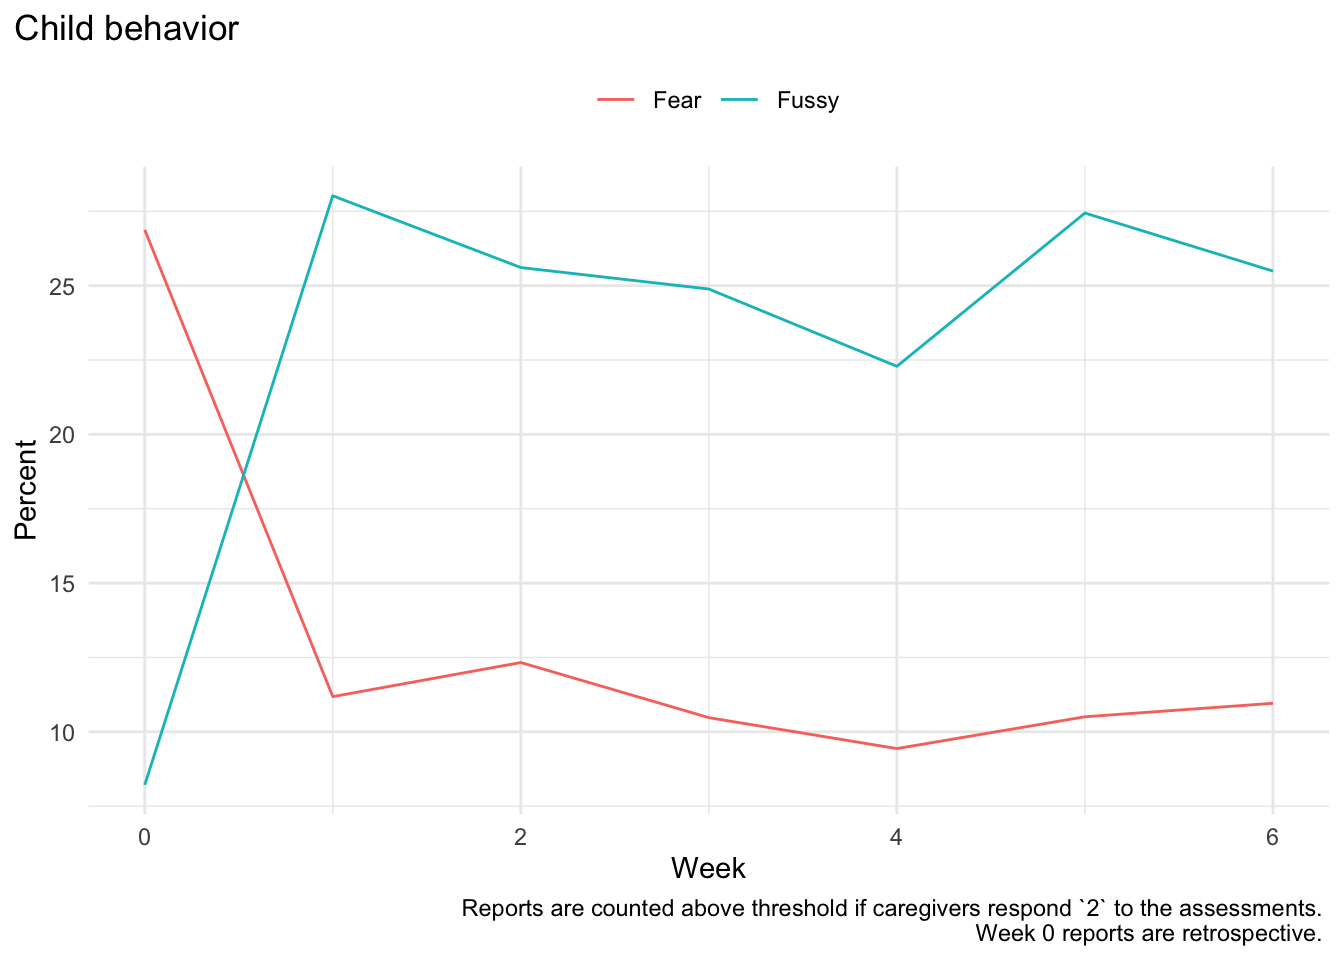 Child behavior
Fear Fussy
25
20
15
10
Percent
0 2 4 6
Week
Reports are counted above threshold if caregivers respond `2` to the assessments.
Week 0 reports are retrospective.